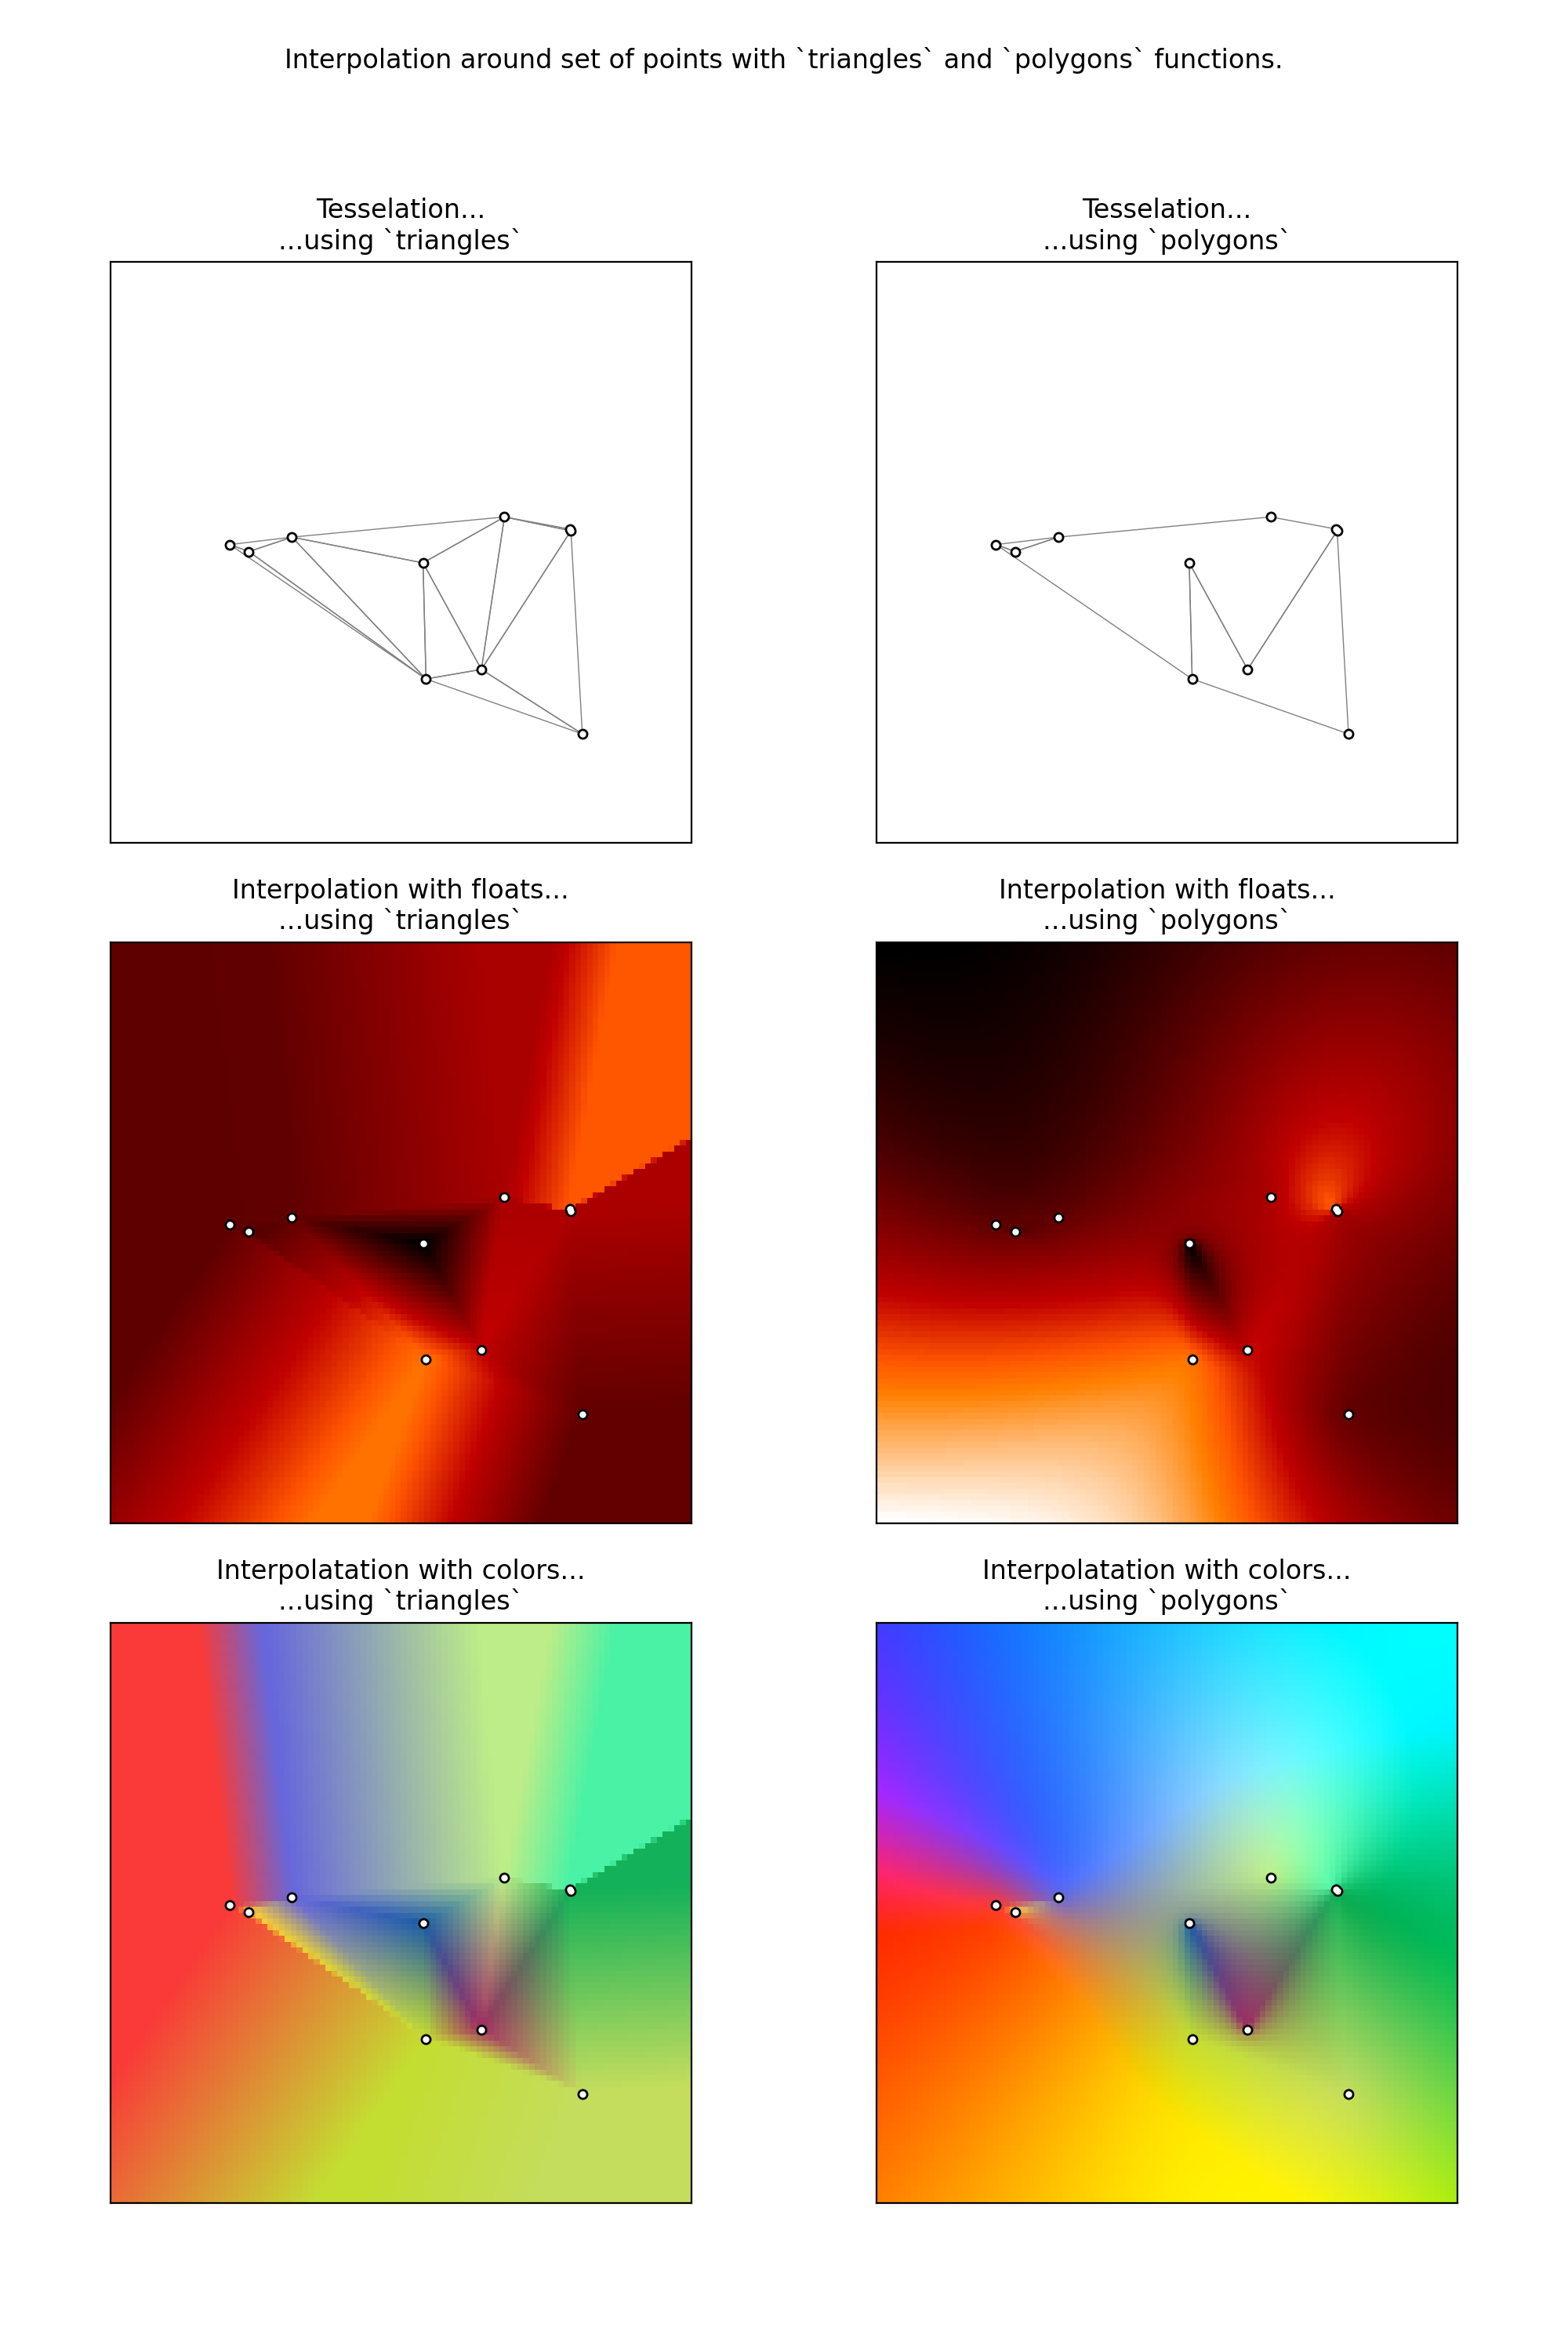 Interpolation around set of points with `triangles` and `polygons` functions.
Tesselation...
...using `triangles`
Tesselation...
...using `polygons`
Interpolation with floats...
...using `triangles`
Interpolation with floats...
...using `polygons`
Interpolatation with colors...
...using `triangles`
Interpolatation with colors...
...using `polygons`